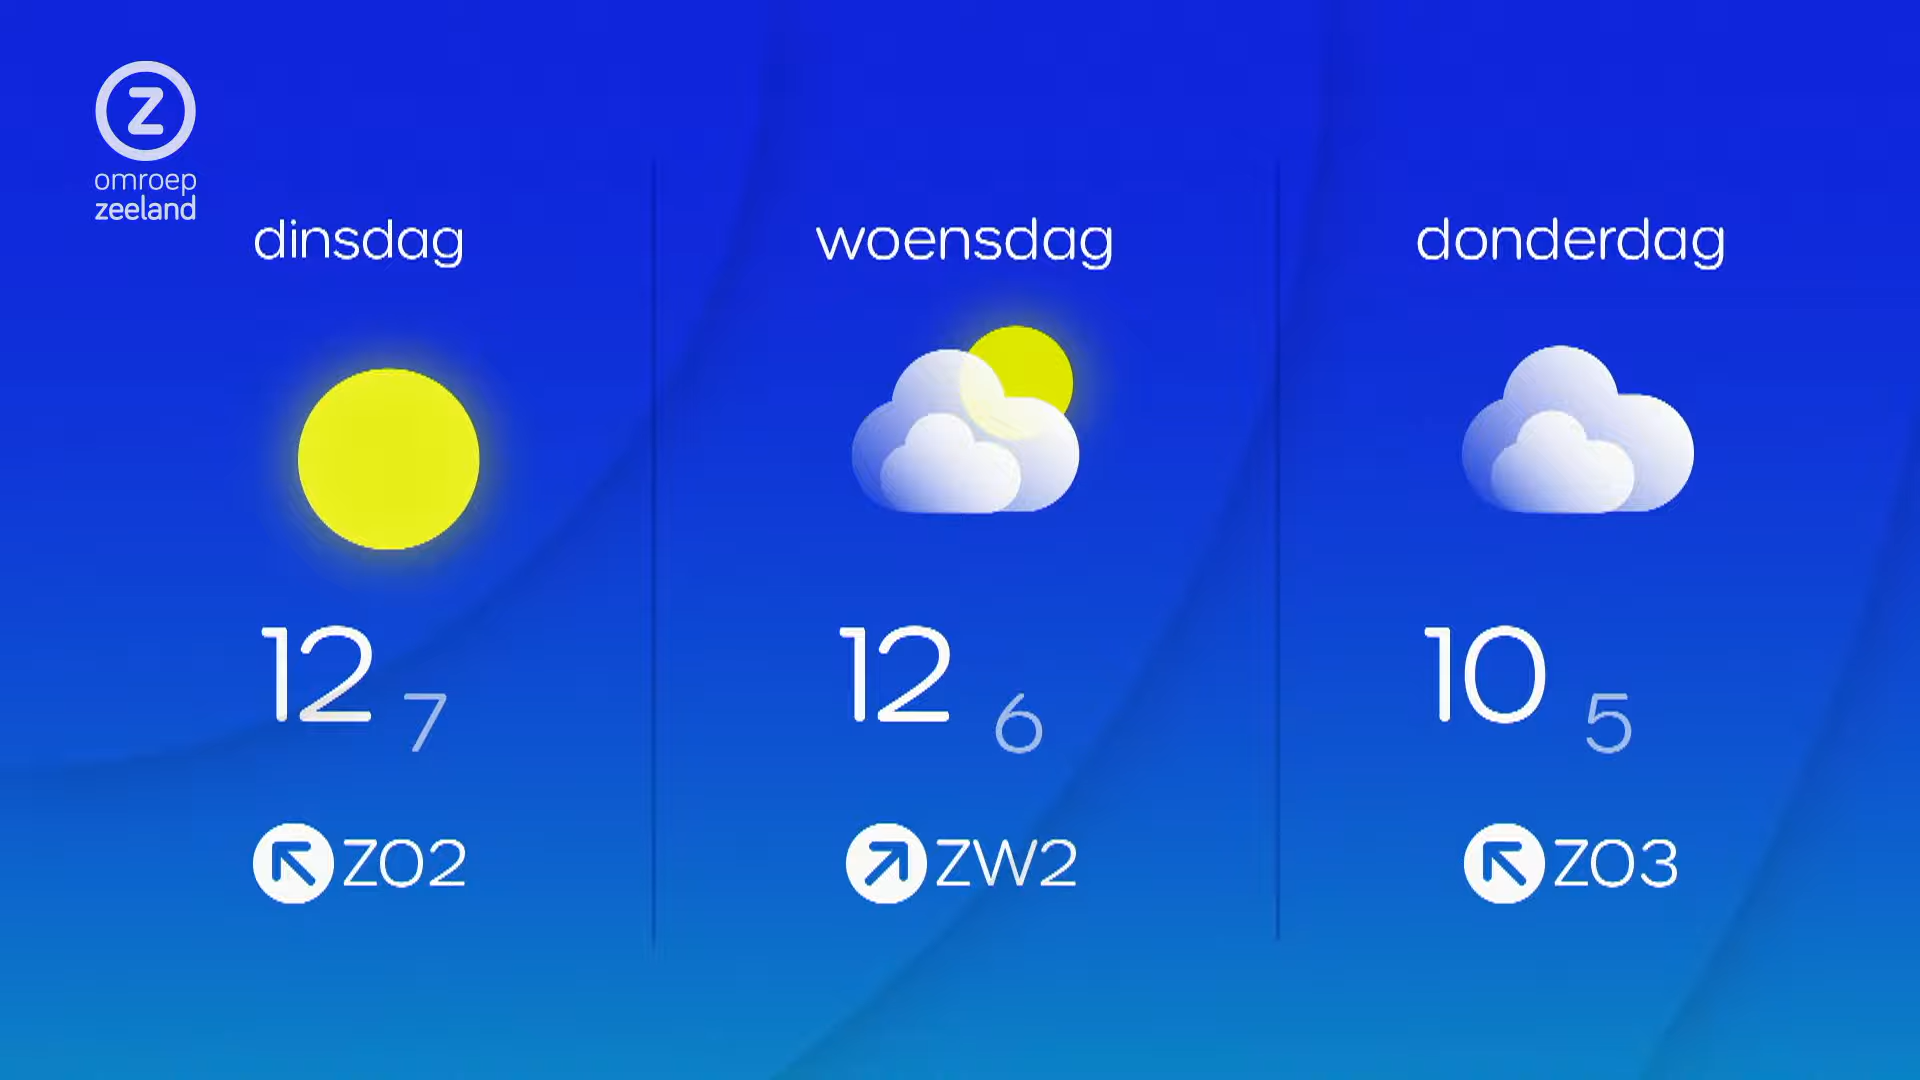 Z
omroep
zeeland
dinsdag
woensdag
donderdag
12 7
12 6
10 5
ZO2
ZW2
ZO3